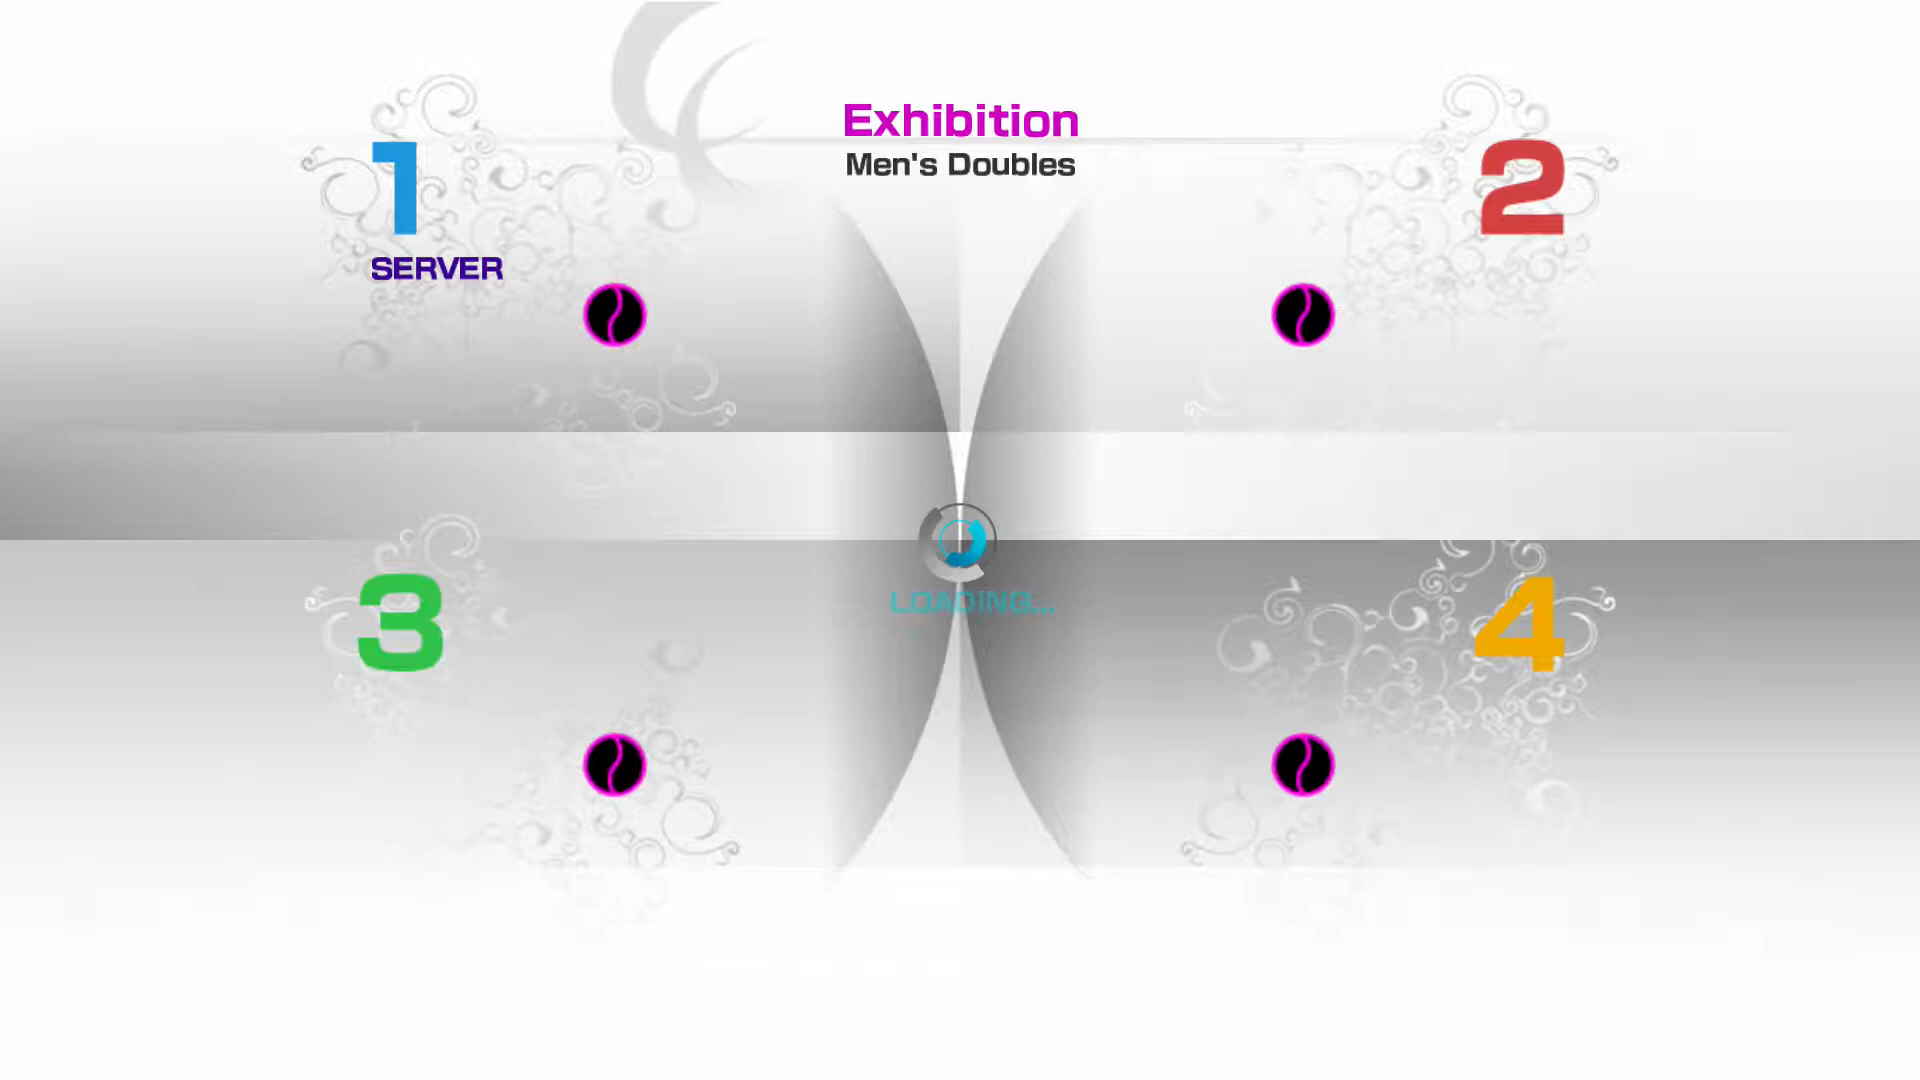 Exhibition
Men's Doubles
1
2
SERVER
3
4
LOADING...